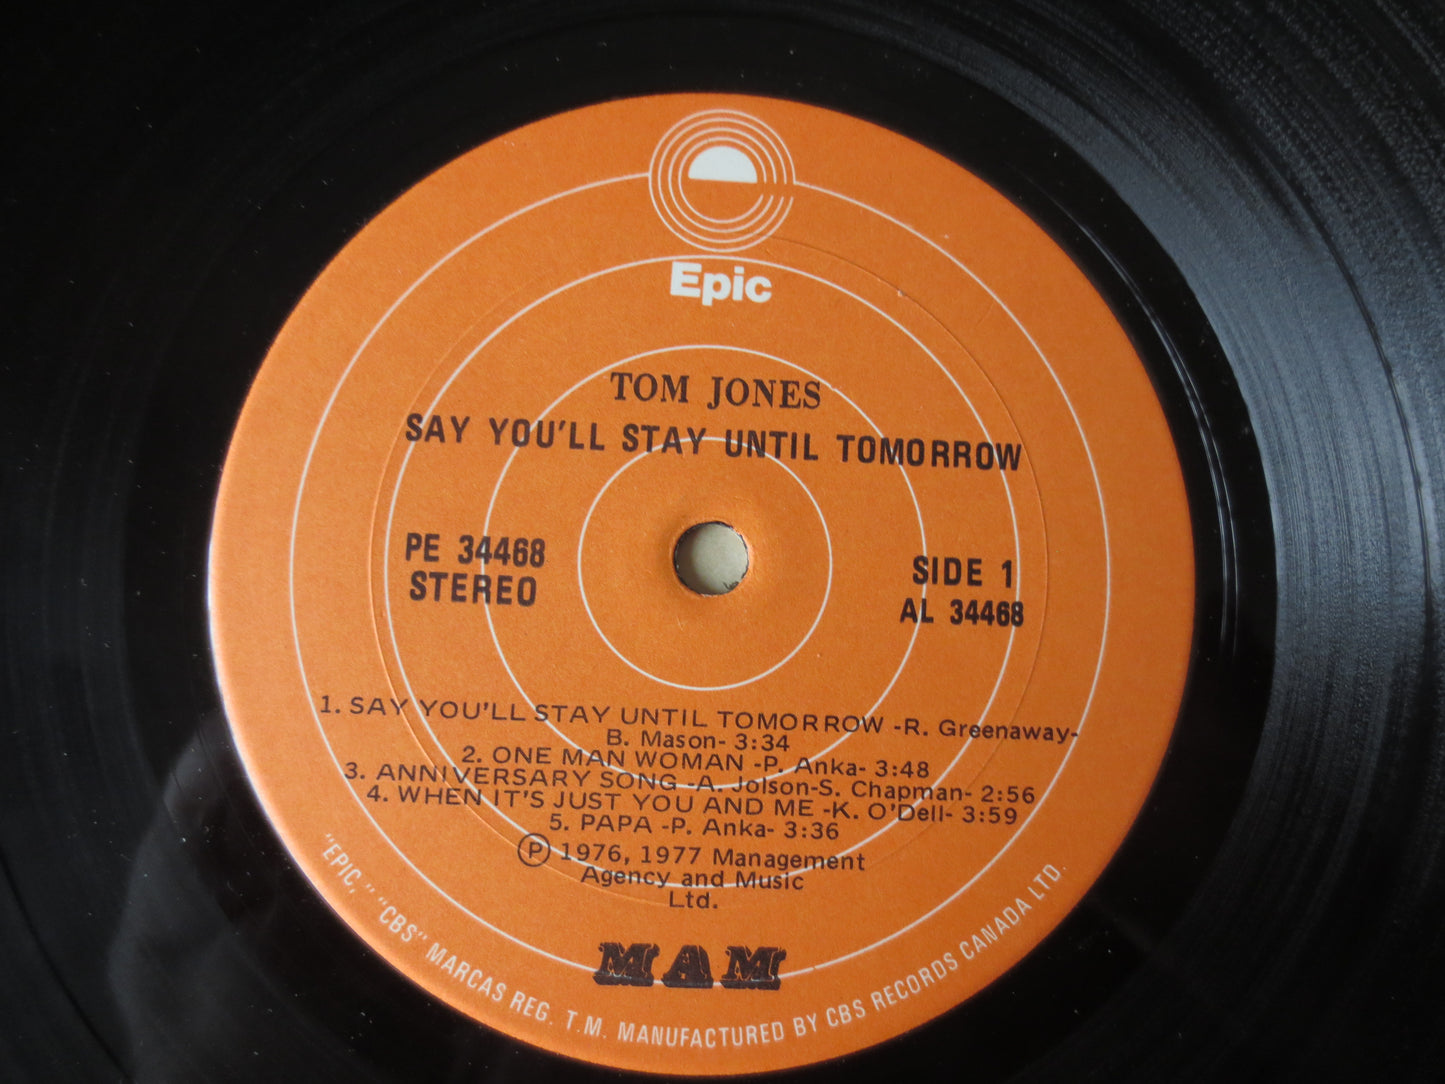 Epic
TOM JONES
SAY YOU'LL STAY UNTIL TOMORROW
PE 34468
STEREO
SIDE 1
AL 34468
1. SAY YOU'LL STAY UNTIL TOMORROW -R. Greenaway-
B. Mason- 3:34
2. ONE MAN WOMAN -P. Anka- 3:48
3. ANNIVERSARY SONG -A. Jolson-S. Chapman- 2:56
4. WHEN IT'S JUST YOU AND ME -K. O'Dell- 3:59
5. PAPA -P. Anka- 3:36
Ⓟ 1976, 1977 Management
Agency and Music
Ltd.
MAM
"EPIC," "CBS" MARCAS REG. T.M. MANUFACTURED BY CBS RECORDS CANADA LTD.